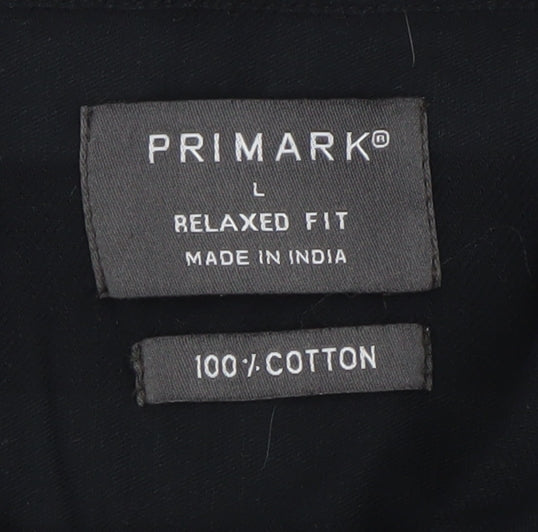 PRIMARK®
L
RELAXED FIT
MADE IN INDIA
100% COTTON